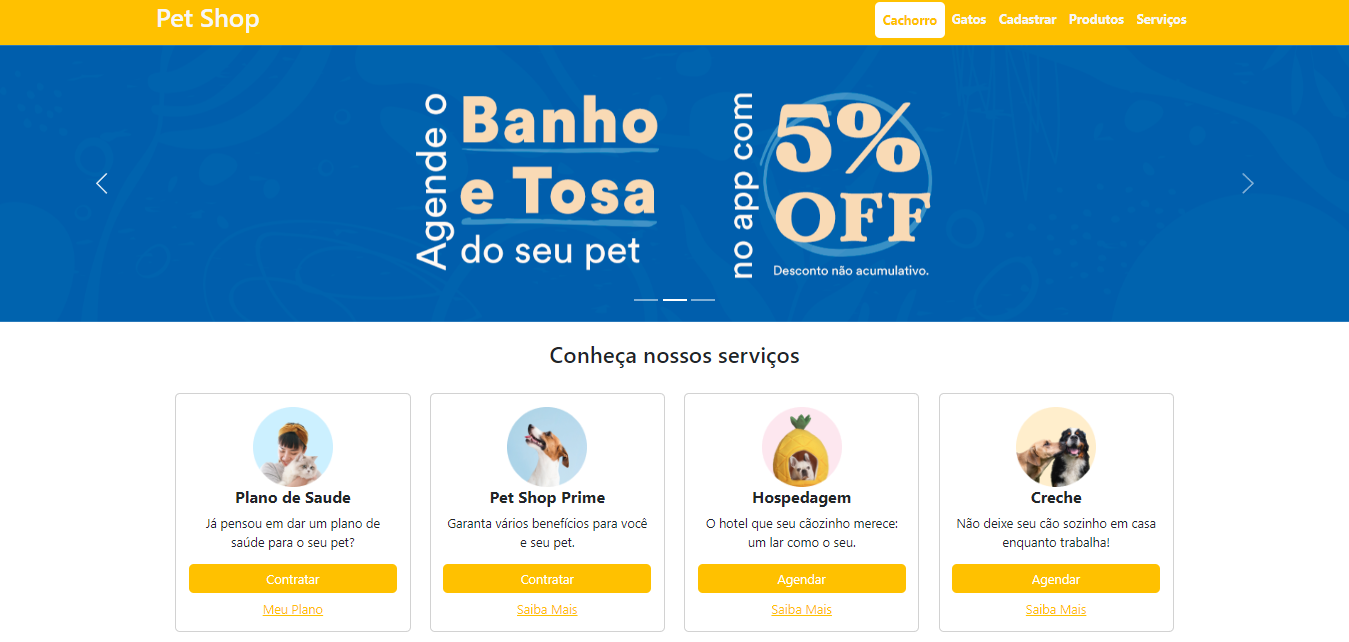 Pet Shop
Cachorro Gatos Cadastrar Produtos Serviços
Agende o
Banho
e Tosa
do seu pet
no app com
5%
OFF
Desconto não acumulativo.
Conheça nossos serviços
Plano de Saude
Já pensou em dar um plano de
saúde para o seu pet?
Contratar
Meu Plano
Pet Shop Prime
Garanta vários benefícios para você
e seu pet.
Contratar
Saiba Mais
Hospedagem
O hotel que seu cãozinho merece:
um lar como o seu.
Agendar
Saiba Mais
Creche
Não deixe seu cão sozinho em casa
enquanto trabalha!
Agendar
Saiba Mais